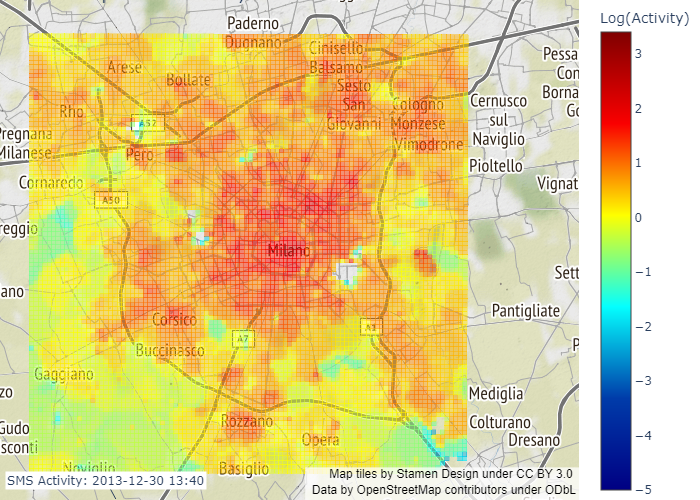 Paderno
Dugnano
Cinisello
Balsamo
Log(Activity)
3
2
1
0
−1
−2
−3
−4
−5
Arese
Bollate
Sesto
San
Giovanni
Pessa
Con
Borna
Go
Rho
A52
Cologno
Monzese
Cernusco
sul
Naviglio
Pregnana
Milanese
Pero
Vimodrone
Pioltello
Cornaredo
Vignat
A50
reggio
Milano
Sett
ano
Corsico
Pantigliate
A7
Buccinasco
Gaggiano
zo
Mediglia
Rozzano
Colturano
Dresano
Gudo
sconti
Opera
Noviglio
Basiglio
SMS Activity: 2013-12-30 13:40
Map tiles by Stamen Design under CC BY 3.0
Data by OpenStreetMap contributors under ODbL